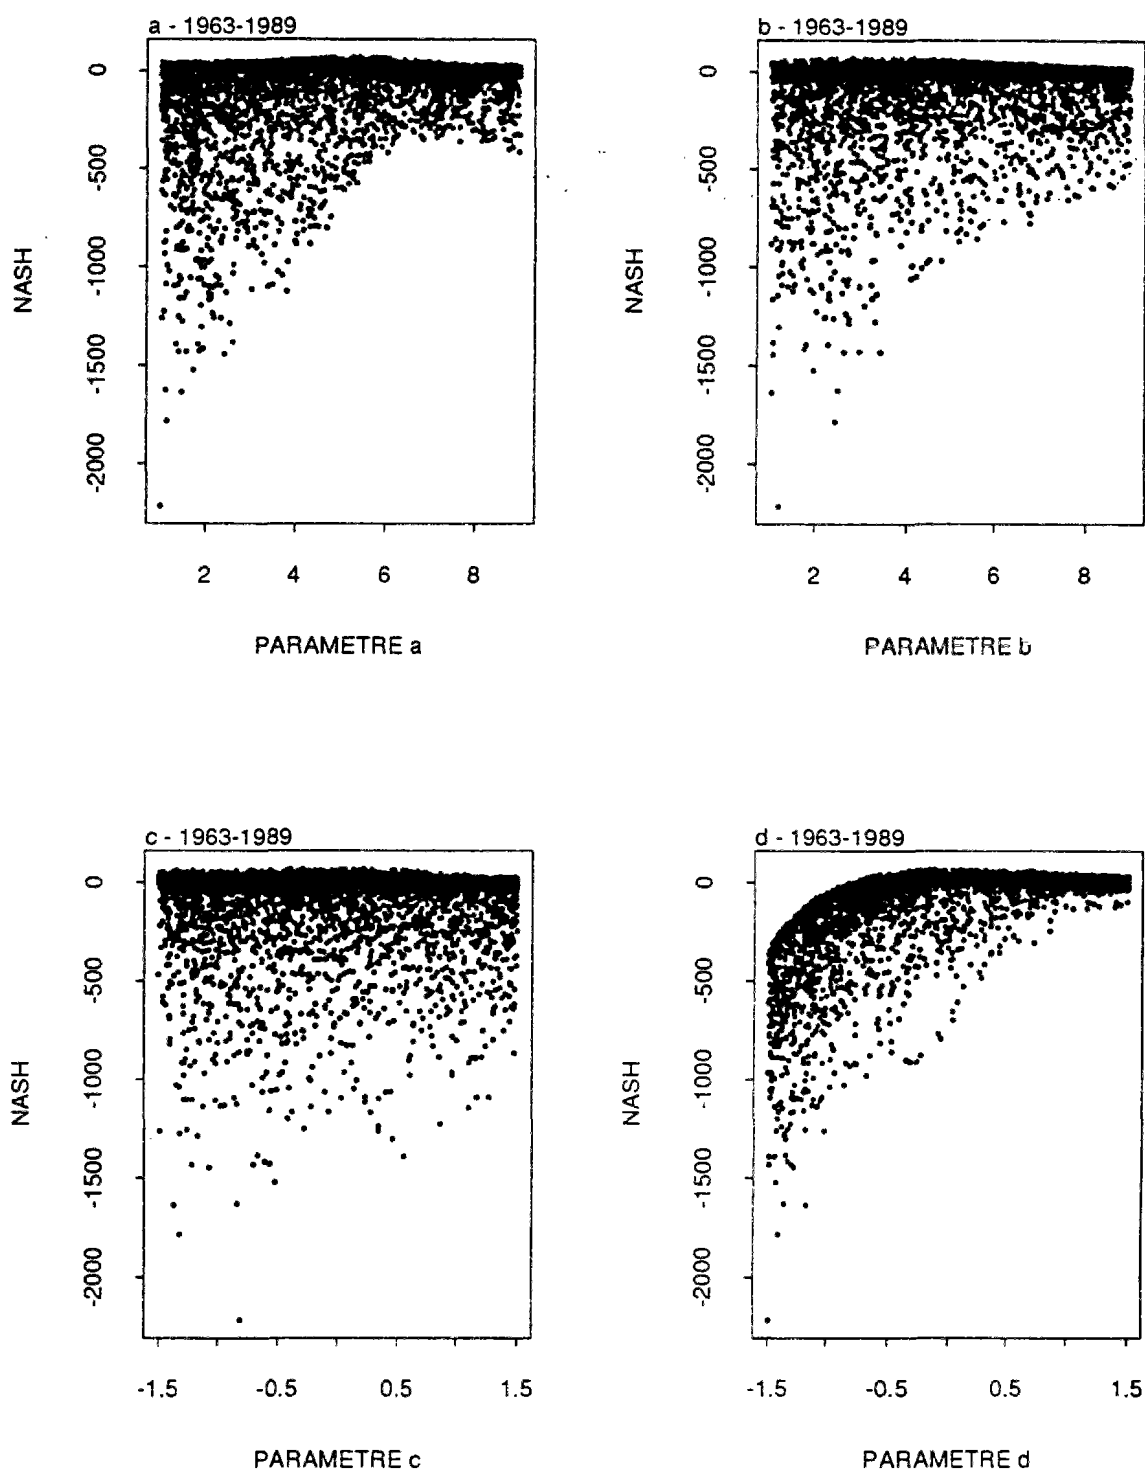 a - 1963-1989
NASH
0
-500
-1000
-1500
-2000
2 4 6 8
PARAMETRE a
b - 1963-1989
NASH
0
-500
-1000
-1500
-2000
2 4 6 8
PARAMETRE b
c - 1963-1989
NASH
0
-500
-1000
-1500
-2000
-1.5 -0.5 0.5 1.5
PARAMETRE c
d - 1963-1989
NASH
0
-500
-1000
-1500
-2000
-1.5 -0.5 0.5 1.5
PARAMETRE d